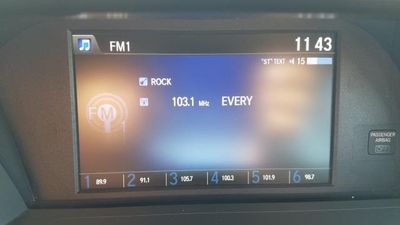 FM1 11 43
"ST" TEXT 15
ROCK
FM
1
103.1 MHz EVERY
1 89.9 2 91.1 3 105.7 4 100.3 5 101.9 6 98.7
PASSENGER
AIRBAG